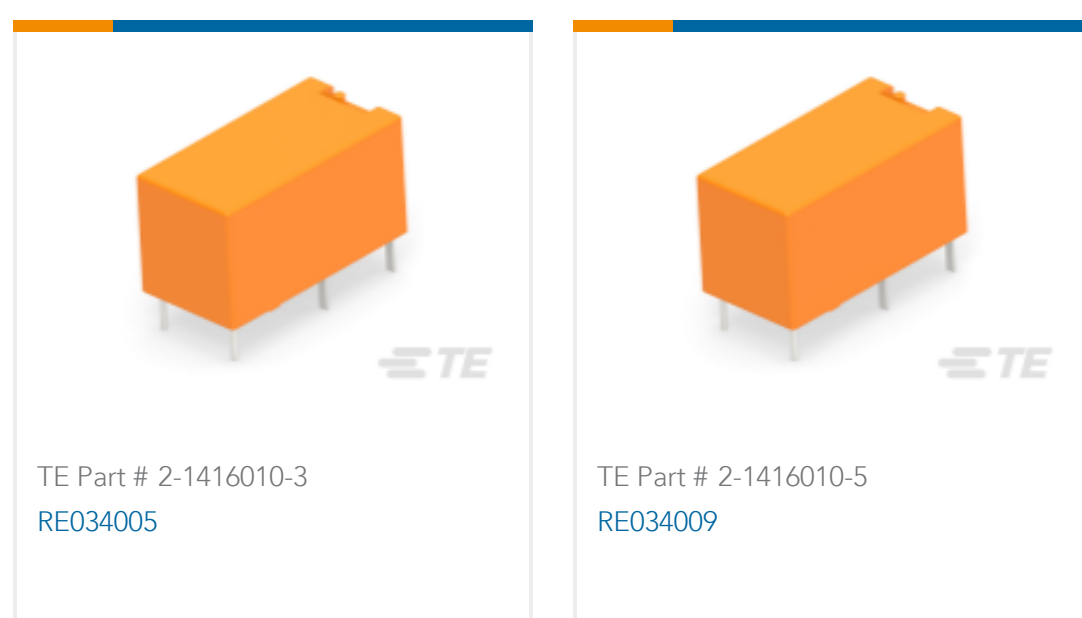 TE
TE Part # 2-1416010-3
RE034005
TE
TE Part # 2-1416010-5
RE034009